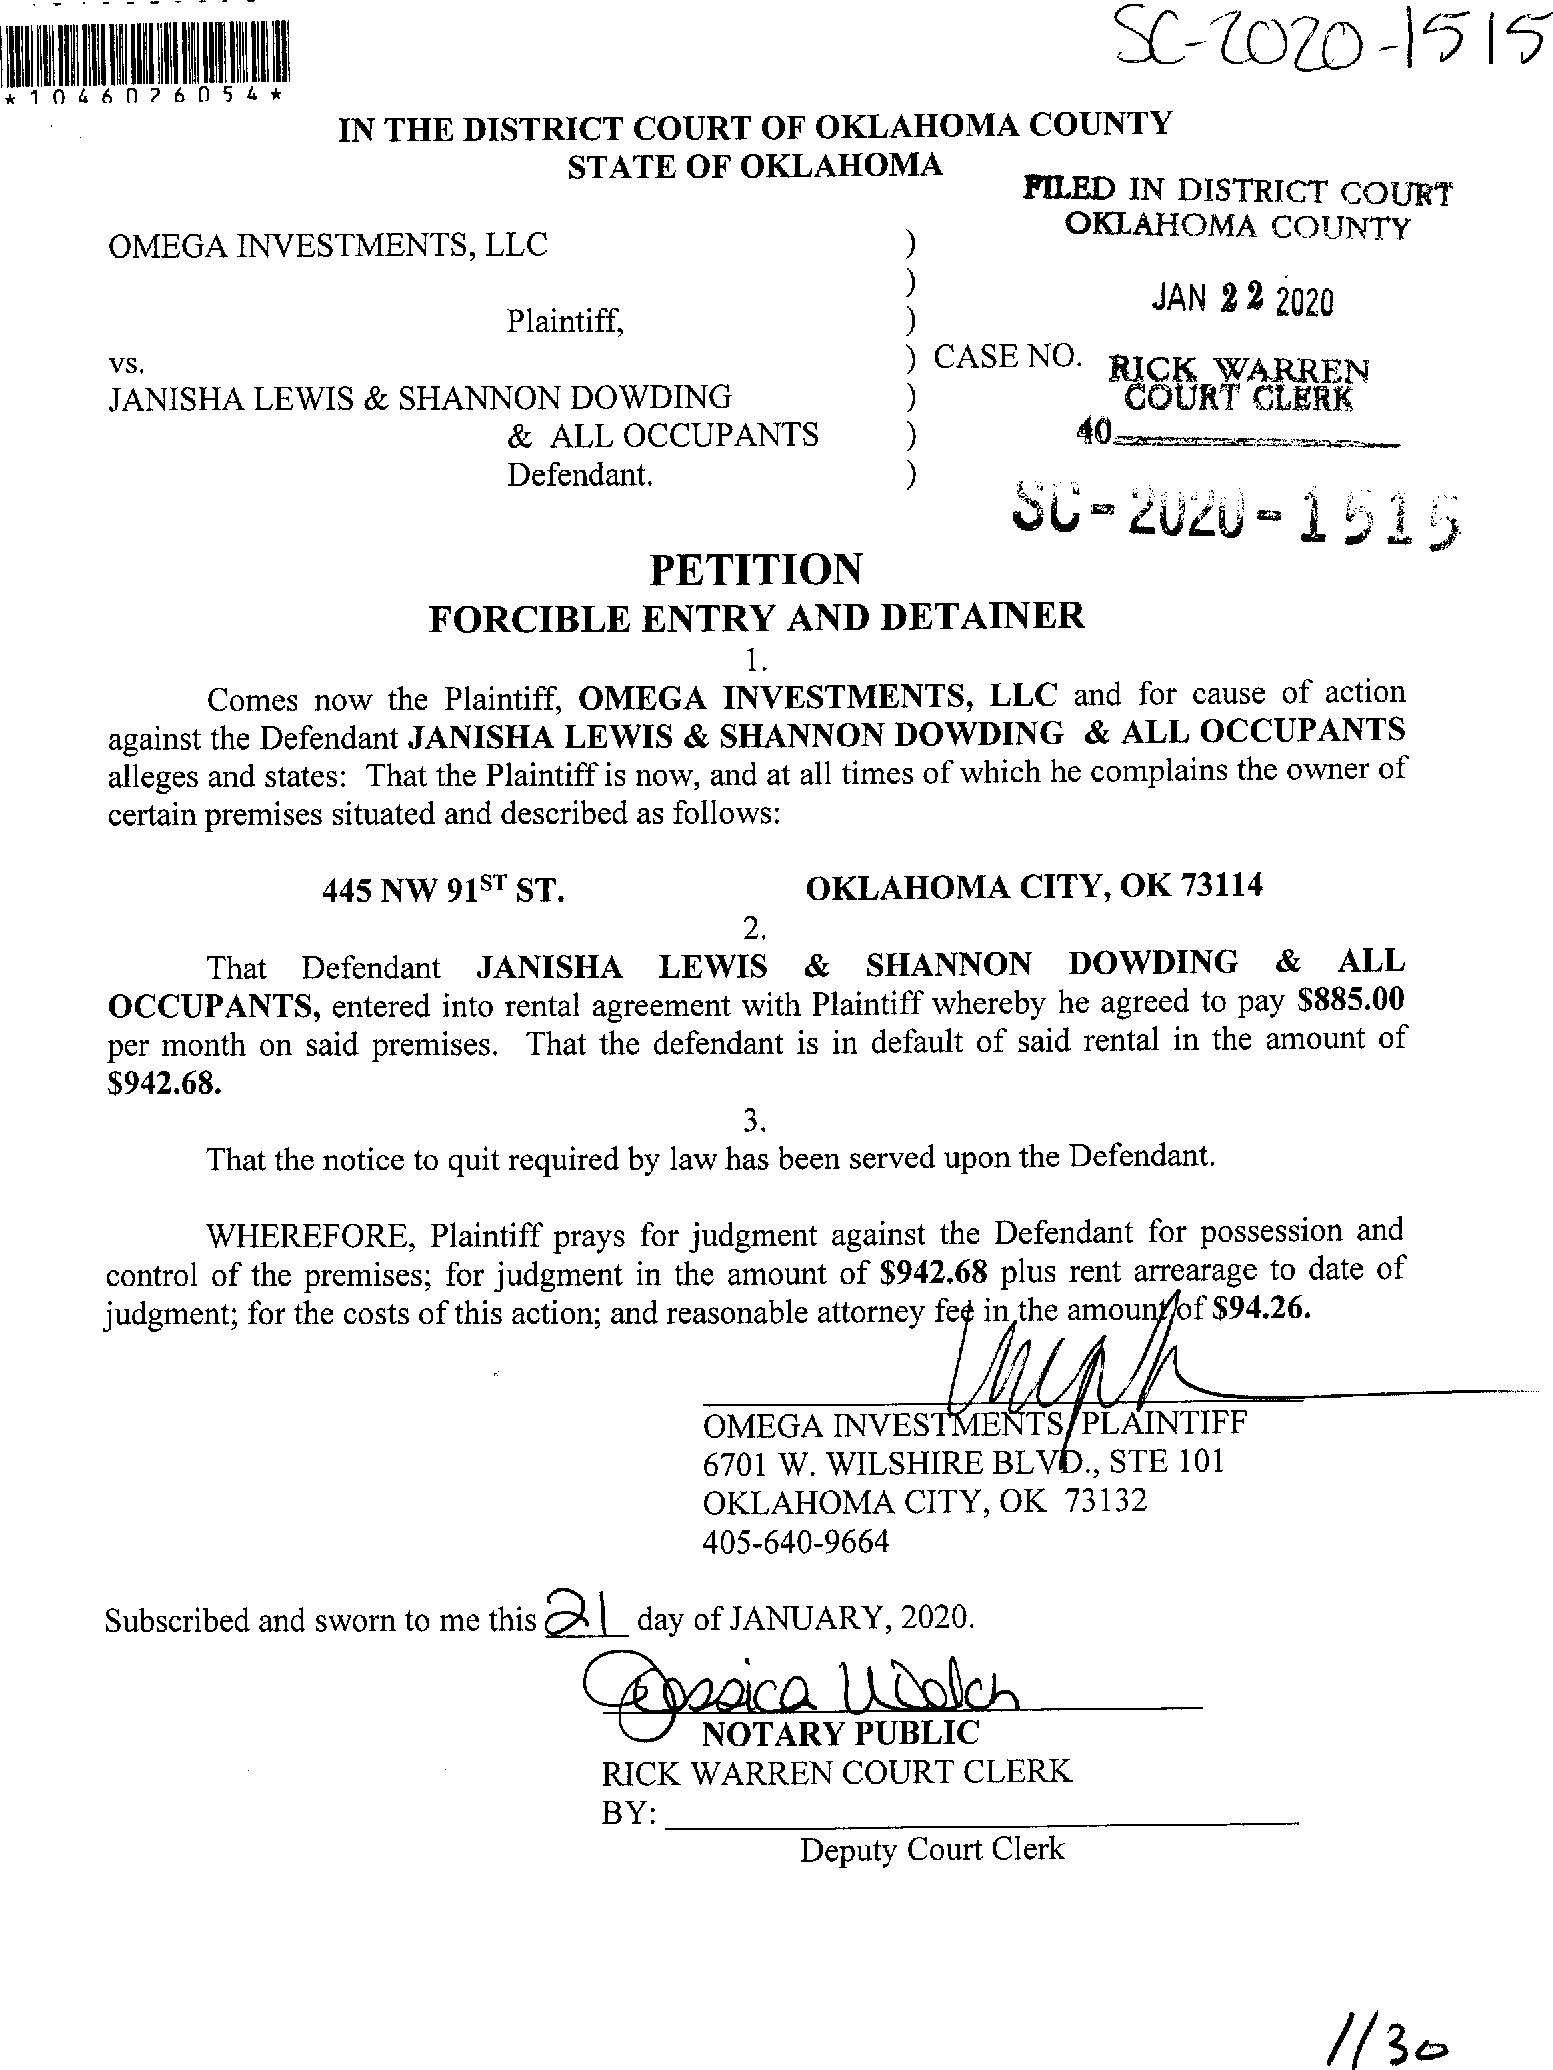 SC-2020-1515
*1046026054*
IN THE DISTRICT COURT OF OKLAHOMA COUNTY
STATE OF OKLAHOMA
FILED IN DISTRICT COURT
OKLAHOMA COUNTY
OMEGA INVESTMENTS, LLC )
)
JAN 22 2020
Plaintiff, )
vs. ) CASE NO.
RICK WARREN
COURT CLERK
JANISHA LEWIS & SHANNON DOWDING )
& ALL OCCUPANTS )
40
Defendant. )
SC-2020-1515
PETITION
FORCIBLE ENTRY AND DETAINER
1.
Comes now the Plaintiff, OMEGA INVESTMENTS, LLC and for cause of action
against the Defendant JANISHA LEWIS & SHANNON DOWDING & ALL OCCUPANTS
alleges and states: That the Plaintiff is now, and at all times of which he complains the owner of
certain premises situated and described as follows:
445 NW 91ST ST. OKLAHOMA CITY, OK 73114
2.
That Defendant JANISHA LEWIS & SHANNON DOWDING & ALL
OCCUPANTS, entered into rental agreement with Plaintiff whereby he agreed to pay $885.00
per month on said premises. That the defendant is in default of said rental in the amount of
$942.68.
3.
That the notice to quit required by law has been served upon the Defendant.
WHEREFORE, Plaintiff prays for judgment against the Defendant for possession and
control of the premises; for judgment in the amount of $942.68 plus rent arrearage to date of
judgment; for the costs of this action; and reasonable attorney fee in the amount of $94.26.
OMEGA INVESTMENTS/PLAINTIFF
6701 W. WILSHIRE BLVD., STE 101
OKLAHOMA CITY, OK 73132
405-640-9664
Subscribed and sworn to me this 21 day of JANUARY, 2020.
Jessica Welch
NOTARY PUBLIC
RICK WARREN COURT CLERK
BY:
Deputy Court Clerk
1/30